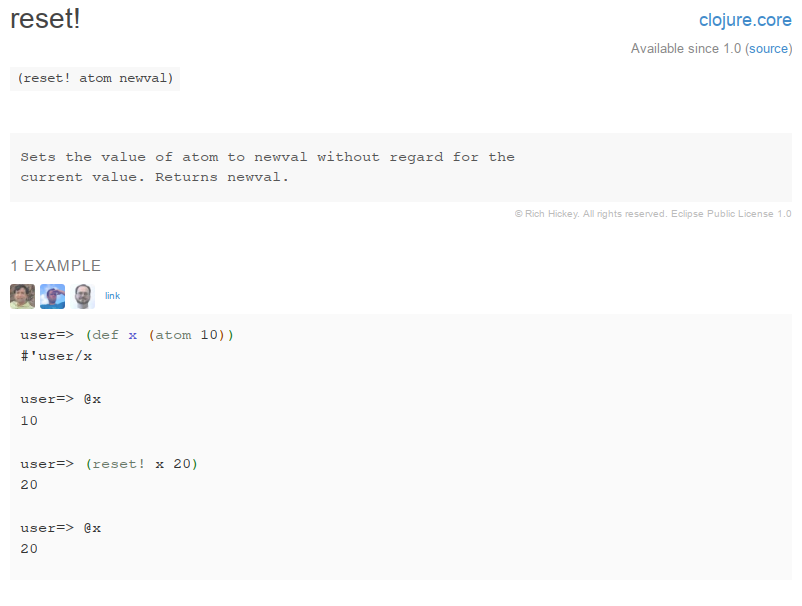 reset!
clojure.core
Available since 1.0 (source)
(reset! atom newval)
Sets the value of atom to newval without regard for the
current value. Returns newval.
© Rich Hickey. All rights reserved. Eclipse Public License 1.0
1 EXAMPLE
link
user=> (def x (atom 10))
#'user/x
user=> @x
10
user=> (reset! x 20)
20
user=> @x
20